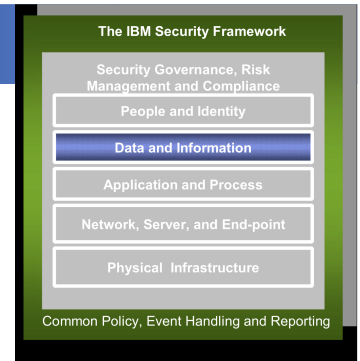 The IBM Security Framework
Security Governance, Risk
Management and Compliance
People and Identity
Data and Information
Application and Process
Network, Server, and End-point
Physical Infrastructure
Common Policy, Event Handling and Reporting